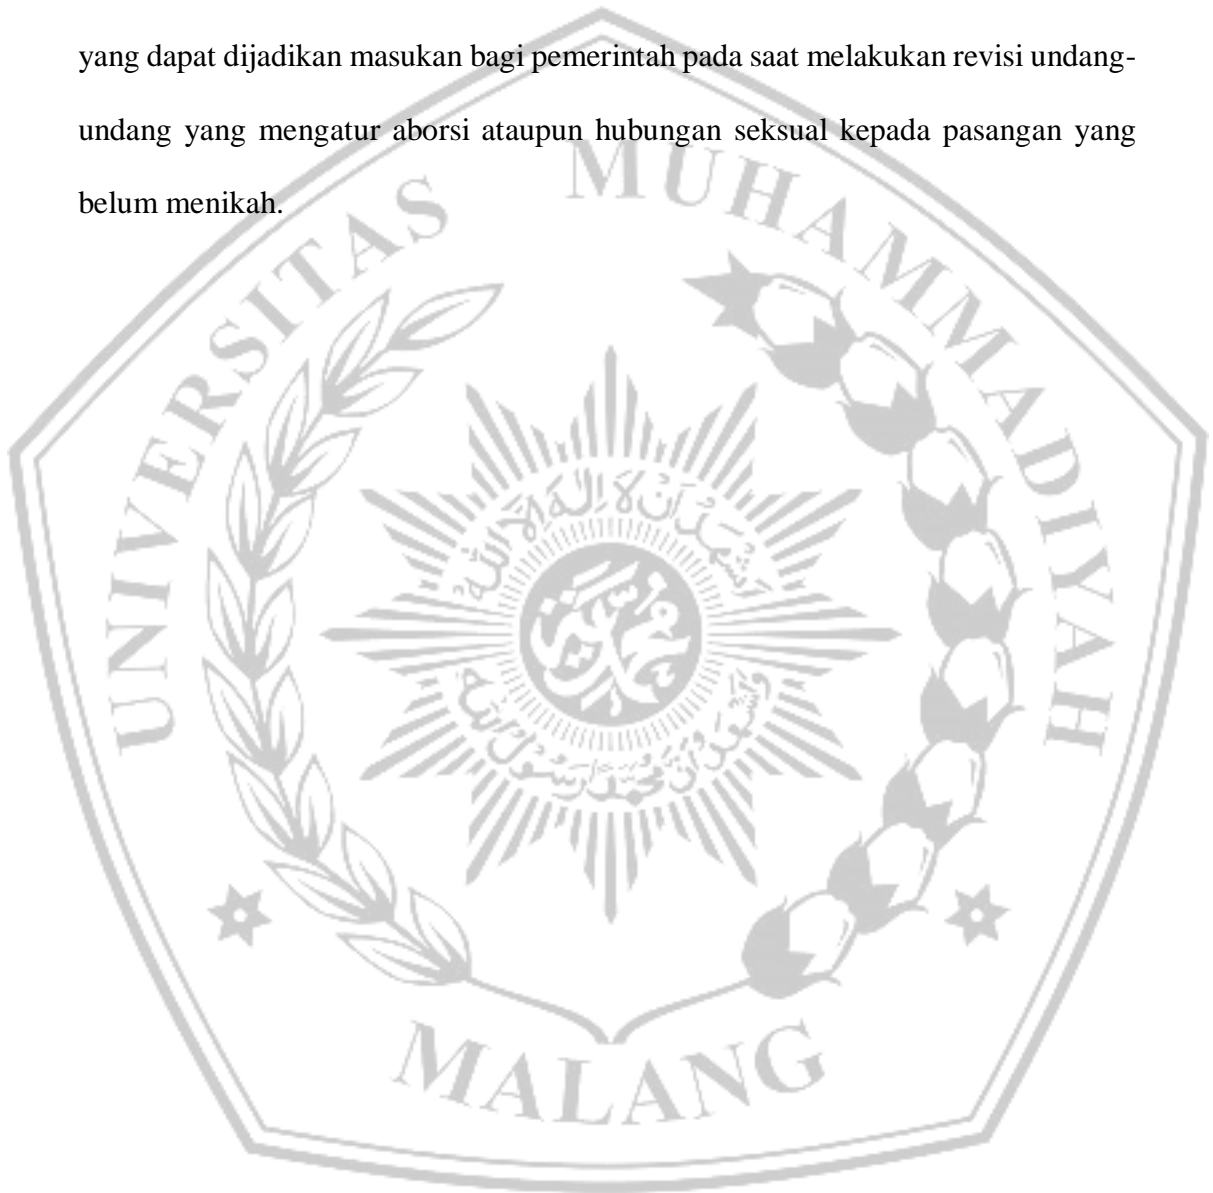 yang dapat dijadikan masukan bagi pemerintah pada saat melakukan revisi undang-
undang yang mengatur aborsi ataupun hubungan seksual kepada pasangan yang
belum menikah.
UNIVERSITAS MUHAMMADIYAH
MALANG